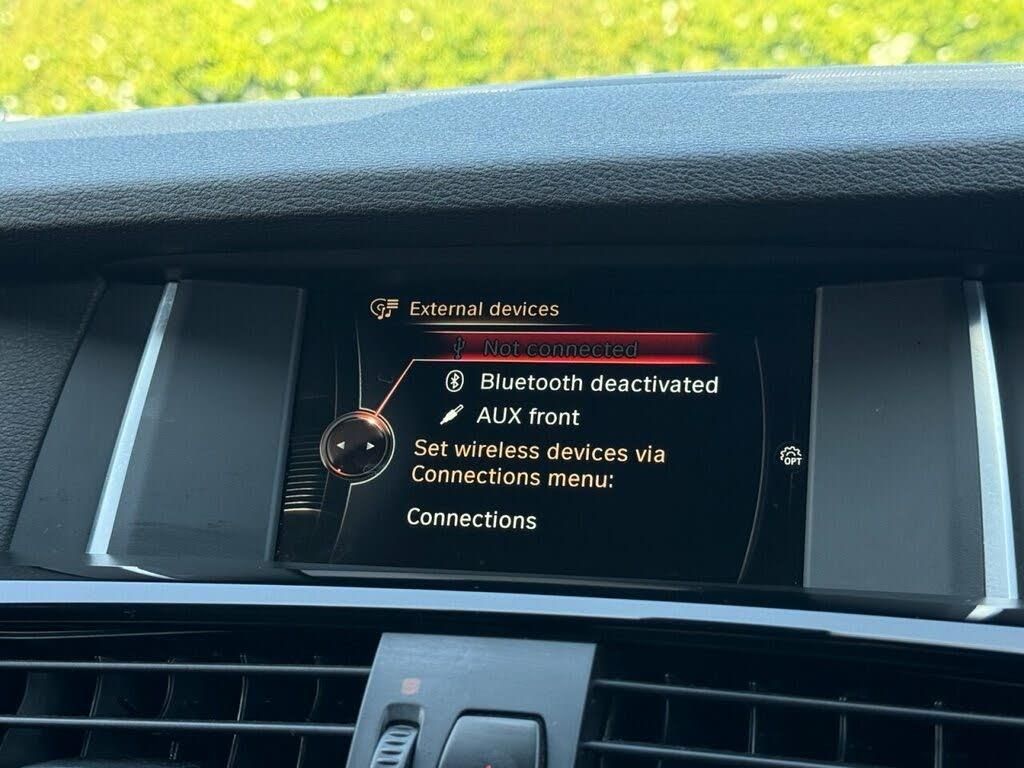 External devices
Not connected
Bluetooth deactivated
AUX front
Set wireless devices via
Connections menu:
OPT
Connections